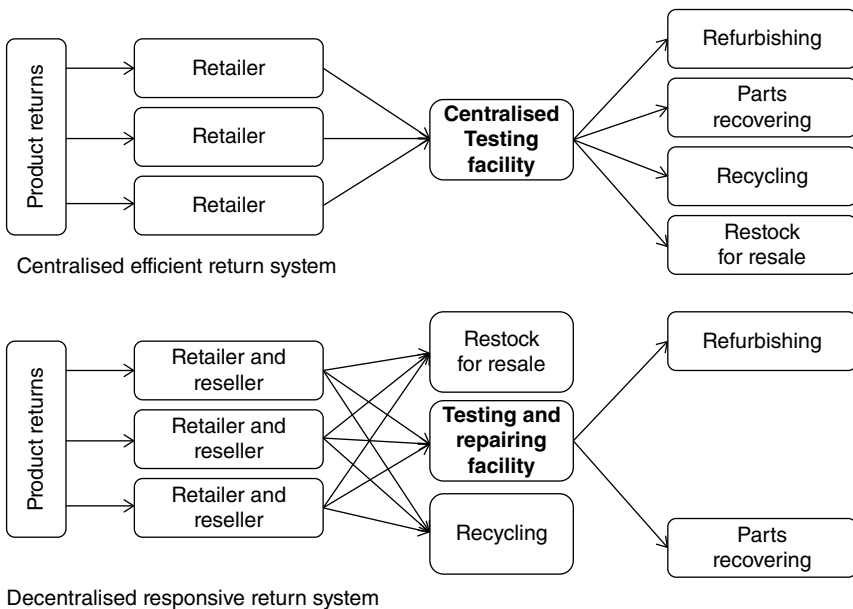 Product returns
Retailer
Retailer
Retailer
Centralised
Testing
facility
Refurbishing
Parts
recovering
Recycling
Restock
for resale
Centralised efficient return system
Product returns
Retailer and
reseller
Retailer and
reseller
Retailer and
reseller
Restock
for resale
Testing and
repairing
facility
Recycling
Refurbishing
Parts
recovering
Decentralised responsive return system